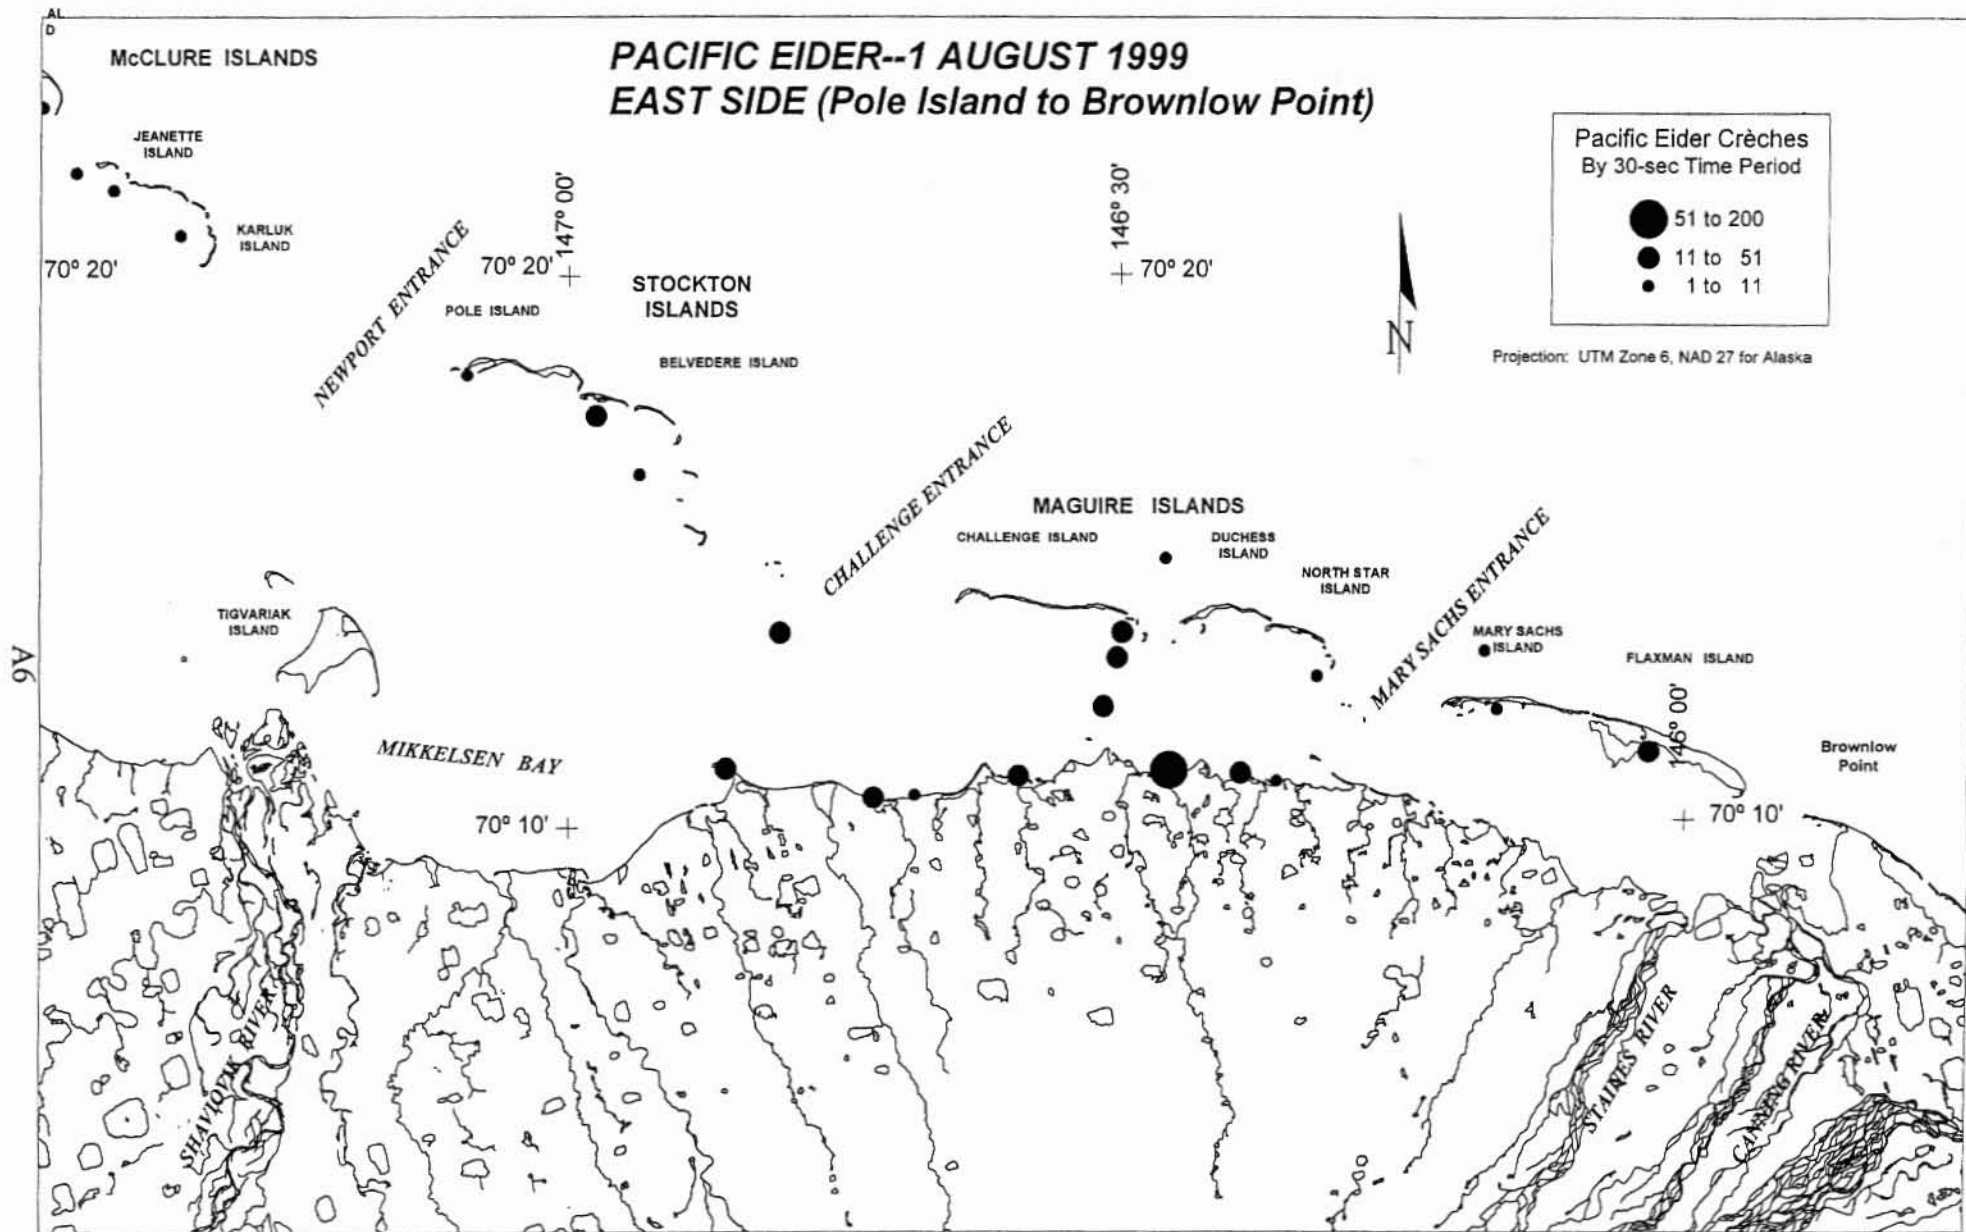 AL
D
McCLURE ISLANDS
PACIFIC EIDER--1 AUGUST 1999
EAST SIDE (Pole Island to Brownlow Point)
Pacific Eider Crèches
By 30-sec Time Period
51 to 200
11 to 51
1 to 11
Projection: UTM Zone 6, NAD 27 for Alaska
JEANETTE
ISLAND
KARLUK
ISLAND
70° 20'
NEWPORT ENTRANCE
70° 20'
147° 00'
146° 30'
70° 20'
N
STOCKTON
ISLANDS
POLE ISLAND
BELVEDERE ISLAND
CHALLENGE ENTRANCE
MAGUIRE ISLANDS
CHALLENGE ISLAND
DUCHESS
ISLAND
NORTH STAR
ISLAND
MARY SACHS ENTRANCE
MARY SACHS
ISLAND
FLAXMAN ISLAND
146° 00'
Brownlow
Point
TIGVARIAK
ISLAND
A6
MIKKELSEN BAY
70° 10'
70° 10'
SHAVIOVIK RIVER
STAINES RIVER
CANNING RIVER